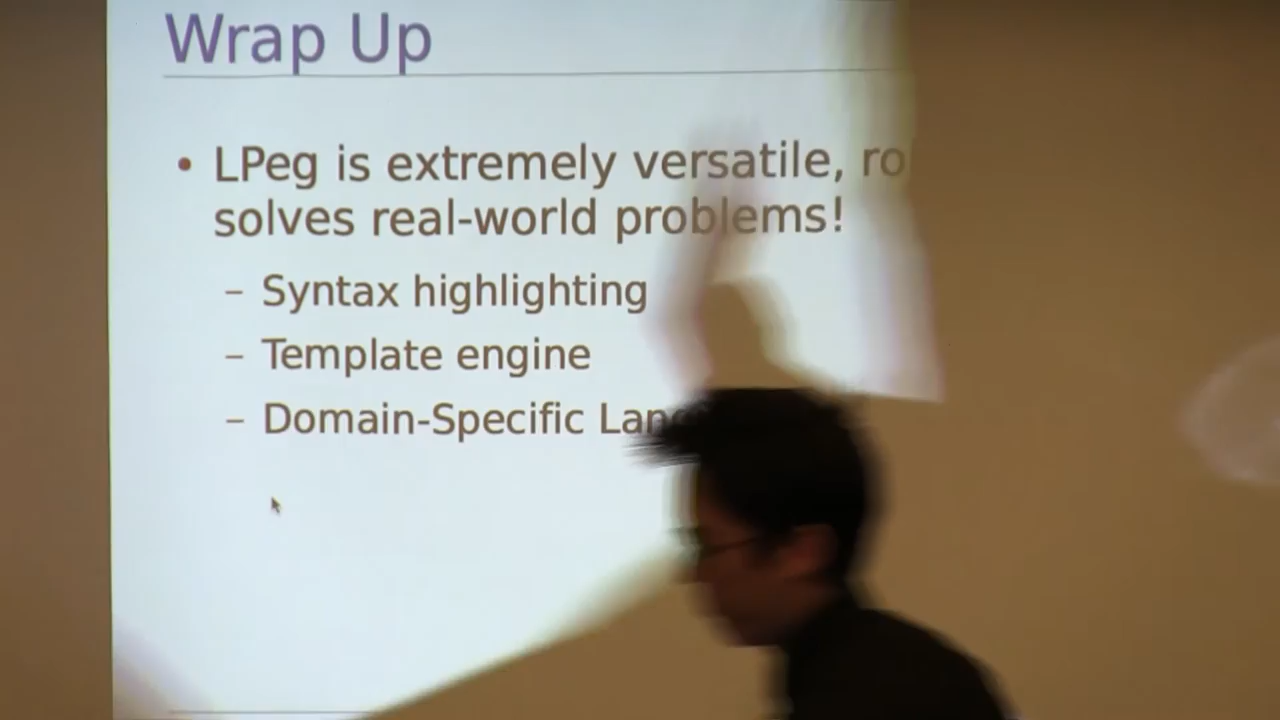 Wrap Up
• LPeg is extremely versatile,
solves real-world problems!
– Syntax highlighting
– Template engine
– Domain-Specific